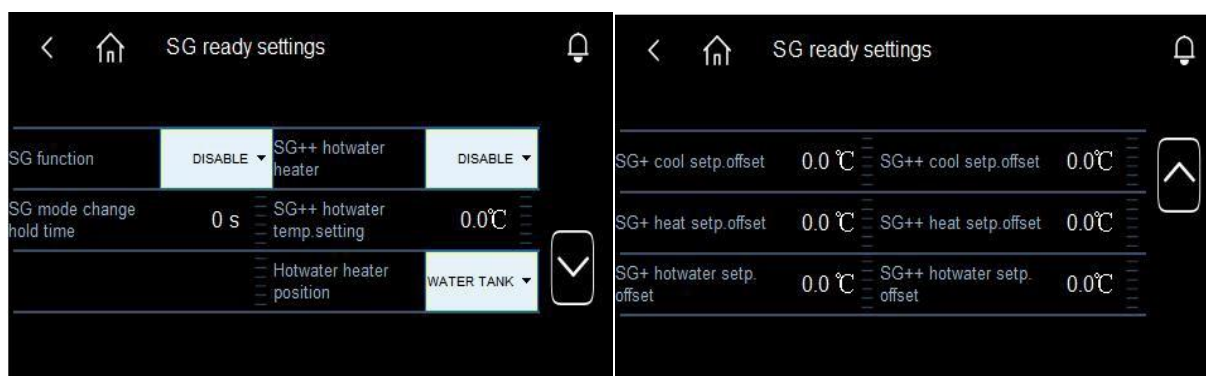 SG ready settings
SG function
DISABLE
SG++ hotwater
heater
DISABLE
SG mode change
hold time
0 s
SG++ hotwater
temp.setting
0.0℃
Hotwater heater
position
WATER TANK
SG ready settings
SG+ cool setp.offset
0.0 ℃
SG++ cool setp.offset
0.0℃
SG+ heat setp.offset
0.0 ℃
SG++ heat setp.offset
0.0℃
SG+ hotwater setp.
offset
0.0 ℃
SG++ hotwater setp.
offset
0.0℃